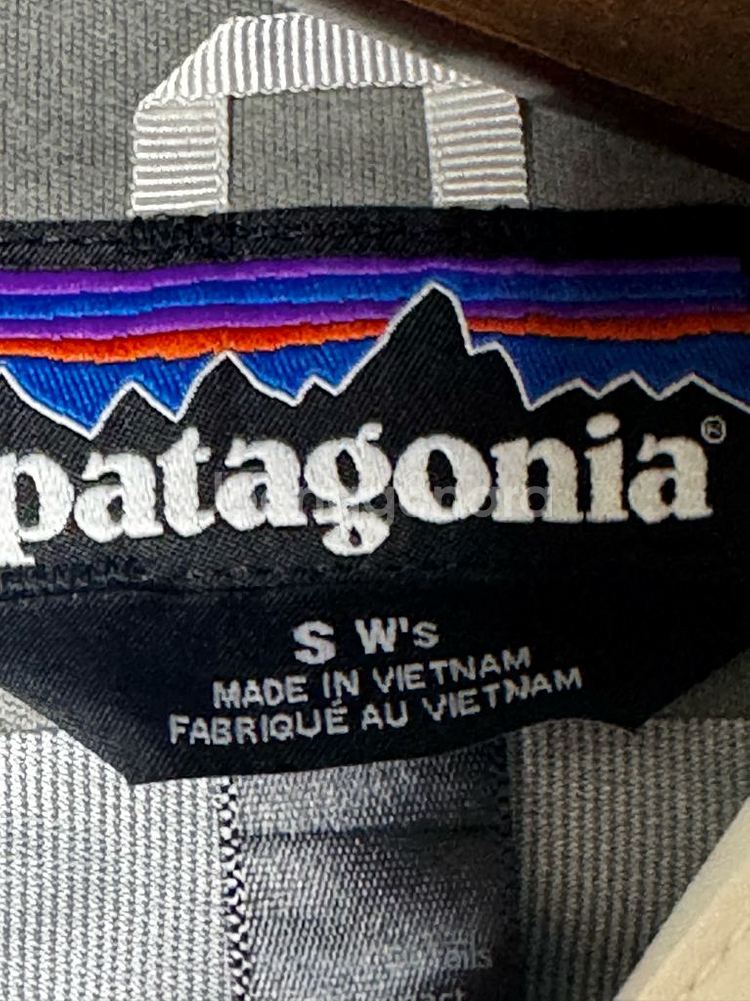 patagonia®
S W's
MADE IN VIETNAM
FABRIQUÉ AU VIETNAM